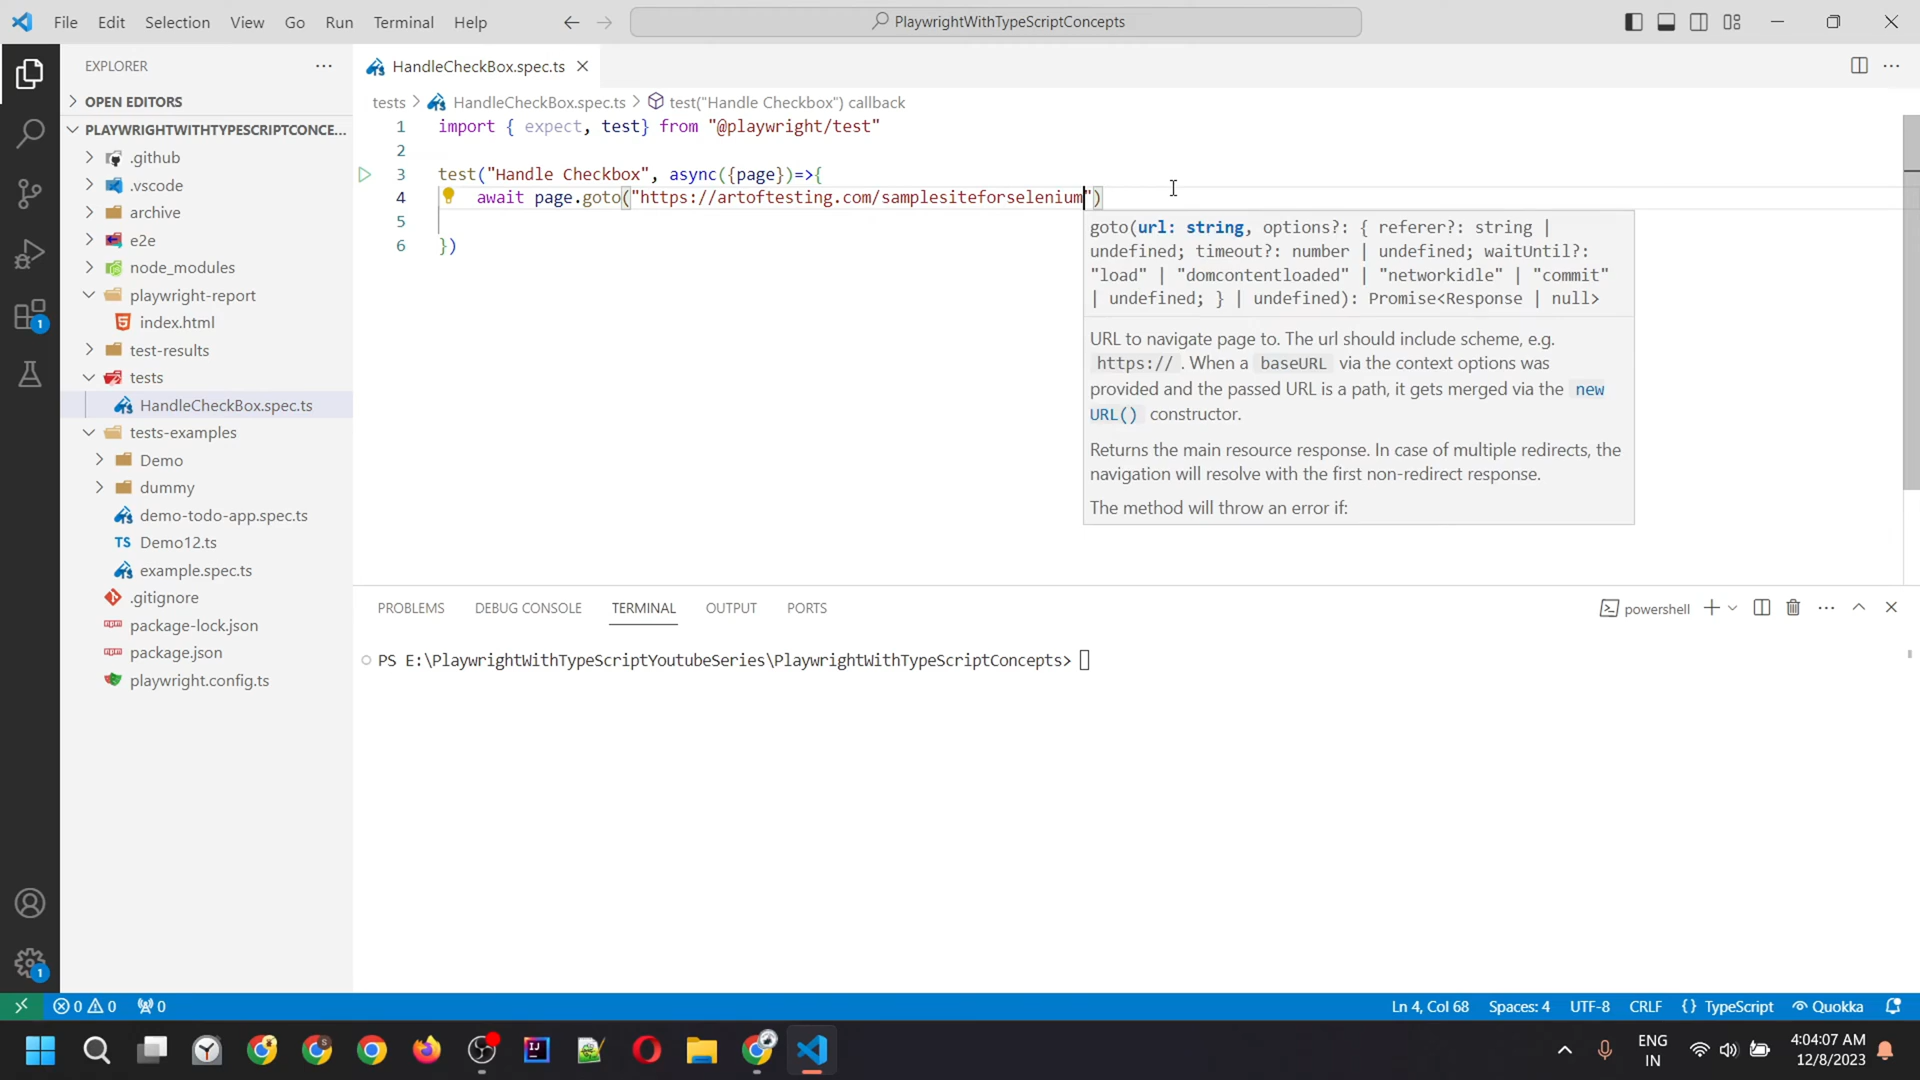 File Edit Selection View Go Run Terminal Help
PlaywrightWithTypeScriptConcepts
EXPLORER
OPEN EDITORS
PLAYWRIGHTWITHTYPESCRIPTCONCE...
.github
.vscode
archive
e2e
node_modules
playwright-report
index.html
test-results
tests
HandleCheckBox.spec.ts
tests-examples
Demo
dummy
demo-todo-app.spec.ts
TS Demo12.ts
example.spec.ts
.gitignore
package-lock.json
package.json
playwright.config.ts
HandleCheckBox.spec.ts
tests > HandleCheckBox.spec.ts > test("Handle Checkbox") callback
1 import { expect, test} from "@playwright/test"
2
3 test("Handle Checkbox", async({page})=>{
4 await page.goto("https://artoftesting.com/samplesiteforselenium")
5
6 })
goto(url: string, options?: { referer?: string |
undefined; timeout?: number | undefined; waitUntil?:
"load" | "domcontentloaded" | "networkidle" | "commit"
| undefined; } | undefined): Promise<Response | null>
URL to navigate page to. The url should include scheme, e.g.
https:// . When a baseURL via the context options was
provided and the passed URL is a path, it gets merged via the new
URL() constructor.
Returns the main resource response. In case of multiple redirects, the
navigation will resolve with the first non-redirect response.
The method will throw an error if:
PROBLEMS DEBUG CONSOLE TERMINAL OUTPUT PORTS
powershell
PS E:\PlaywrightWithTypeScriptYoutubeSeries\PlaywrightWithTypeScriptConcepts>
1
1
0 0 0
Ln 4, Col 68 Spaces: 4 UTF-8 CRLF {} TypeScript Quokka
ENG
IN
4:04:07 AM
12/8/2023